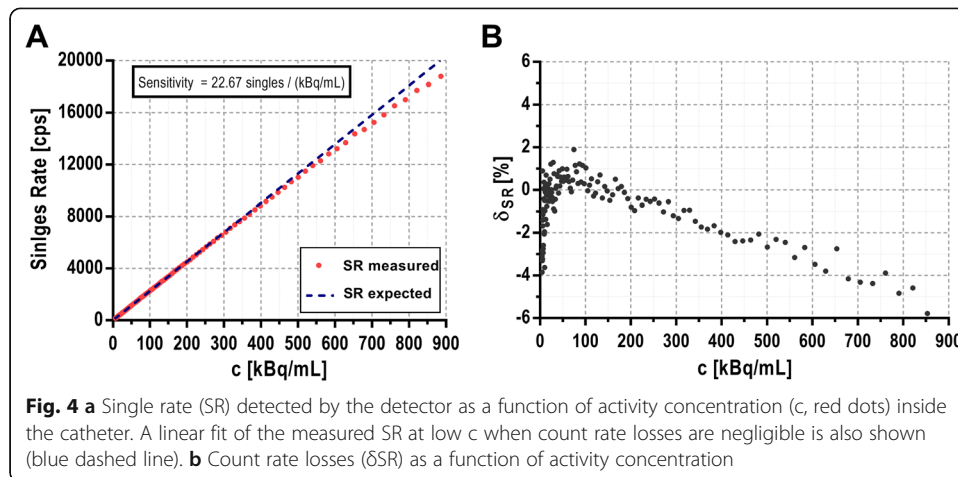 A
20000
16000
12000
8000
4000
0
Sinlges Rate [cps]
Sensitivity = 22.67 singles / (kBq/mL)
SR measured
SR expected
0 100 200 300 400 500 600 700 800 900
c [kBq/mL]
B
6
4
2
0
-2
-4
-6
δSR [%]
0 100 200 300 400 500 600 700 800 900
c [kBq/mL]
Fig. 4 a Single rate (SR) detected by the detector as a function of activity concentration (c, red dots) inside
the catheter. A linear fit of the measured SR at low c when count rate losses are negligible is also shown
(blue dashed line). b Count rate losses (δSR) as a function of activity concentration